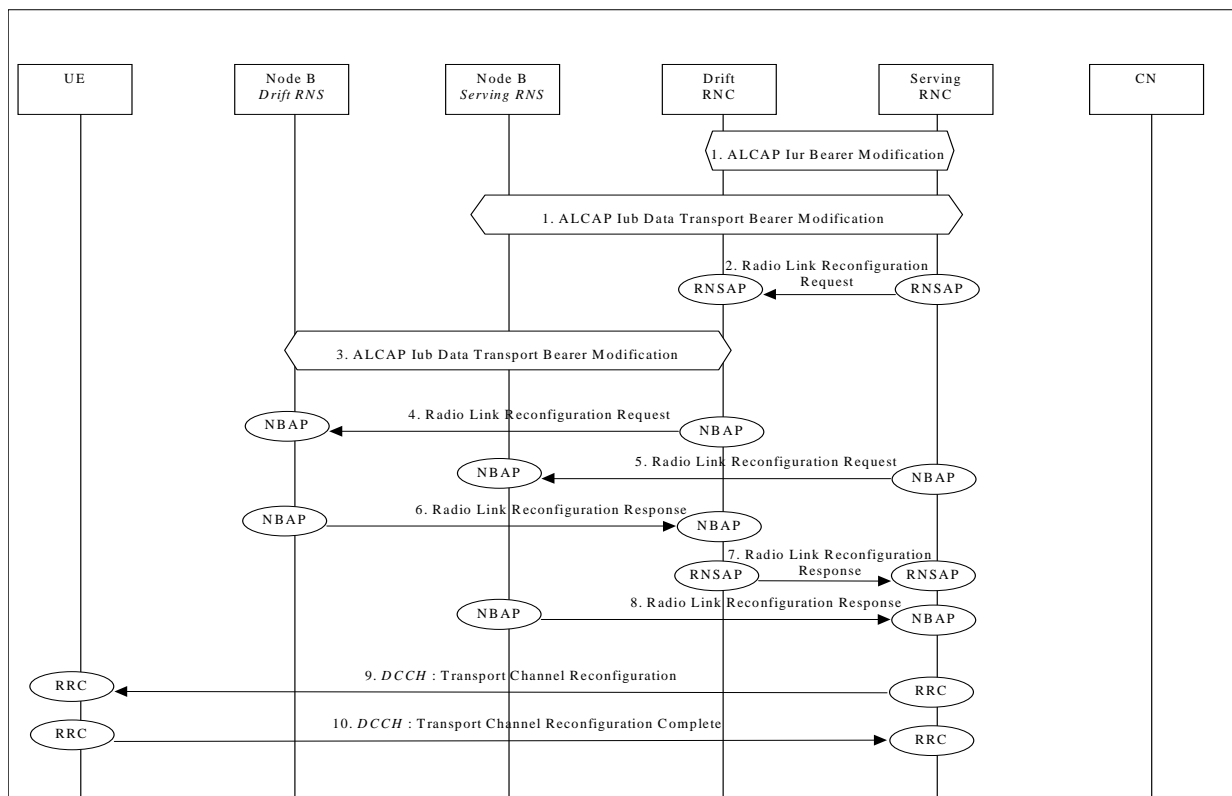 UE
Node B
Drift RNS
Node B
Serving RNS
Drift
RNC
Serving
RNC
CN
1. ALCAP Iur Bearer Modification
1. ALCAP Iub Data Transport Bearer Modification
2. Radio Link Reconfiguration
Request
RNSAP
RNSAP
3. ALCAP Iub Data Transport Bearer Modification
4. Radio Link Reconfiguration Request
NBAP
NBAP
5. Radio Link Reconfiguration Request
NBAP
NBAP
6. Radio Link Reconfiguration Response
NBAP
NBAP
7. Radio Link Reconfiguration
Response
RNSAP
RNSAP
8. Radio Link Reconfiguration Response
NBAP
NBAP
9. DCCH : Transport Channel Reconfiguration
RRC
RRC
10. DCCH : Transport Channel Reconfiguration Complete
RRC
RRC